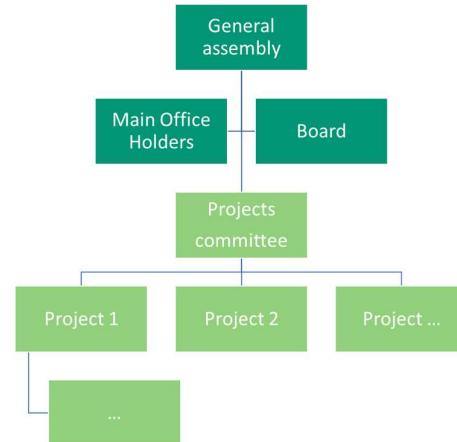 General
assembly
Main Office
Holders
Board
Projects
committee
Project 1
Project 2
Project ...
...